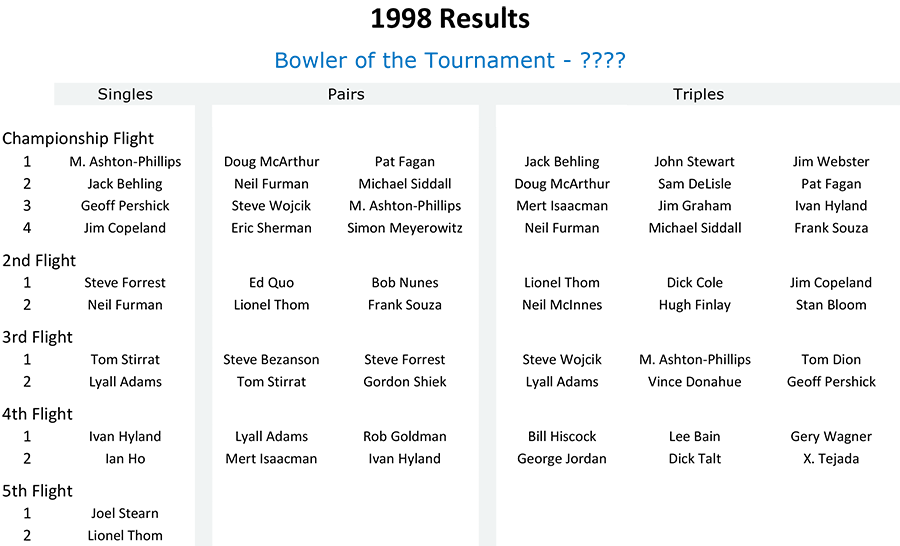 1998 Results
Bowler of the Tournament - ????
Singles Pairs Triples
Championship Flight
1 M. Ashton-Phillips Doug McArthur Pat Fagan Jack Behling John Stewart Jim Webster
2 Jack Behling Neil Furman Michael Siddall Doug McArthur Sam DeLisle Pat Fagan
3 Geoff Pershick Steve Wojcik M. Ashton-Phillips Mert Isaacman Jim Graham Ivan Hyland
4 Jim Copeland Eric Sherman Simon Meyerowitz Neil Furman Michael Siddall Frank Souza
2nd Flight
1 Steve Forrest Ed Quo Bob Nunes Lionel Thom Dick Cole Jim Copeland
2 Neil Furman Lionel Thom Frank Souza Neil McInnes Hugh Finlay Stan Bloom
3rd Flight
1 Tom Stirrat Steve Bezanson Steve Forrest Steve Wojcik M. Ashton-Phillips Tom Dion
2 Lyall Adams Tom Stirrat Gordon Shiek Lyall Adams Vince Donahue Geoff Pershick
4th Flight
1 Ivan Hyland Lyall Adams Rob Goldman Bill Hiscock Lee Bain Gery Wagner
2 Ian Ho Mert Isaacman Ivan Hyland George Jordan Dick Talt X. Tejada
5th Flight
1 Joel Stearn
2 Lionel Thom